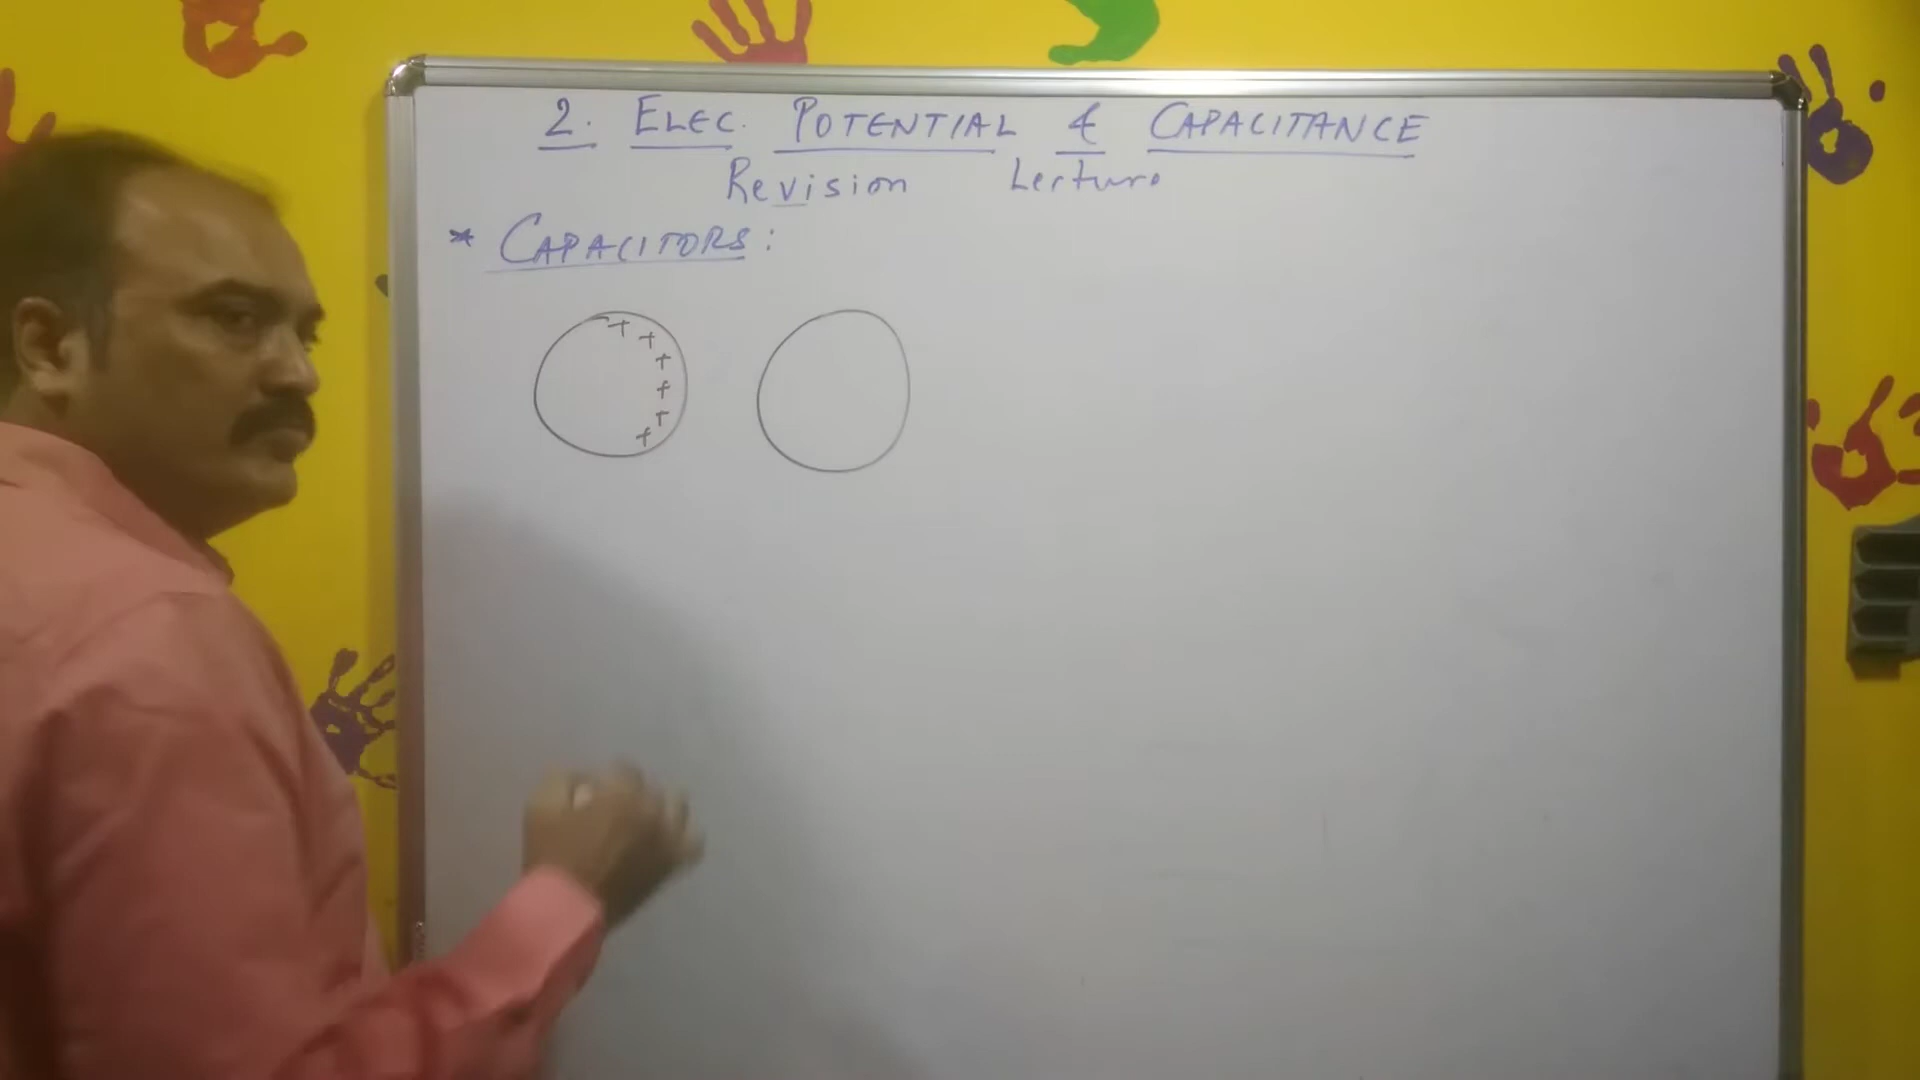 2. ELEC. POTENTIAL & CAPACITANCE
Revision Lecture
* CAPACITORS:
+ + + + + +